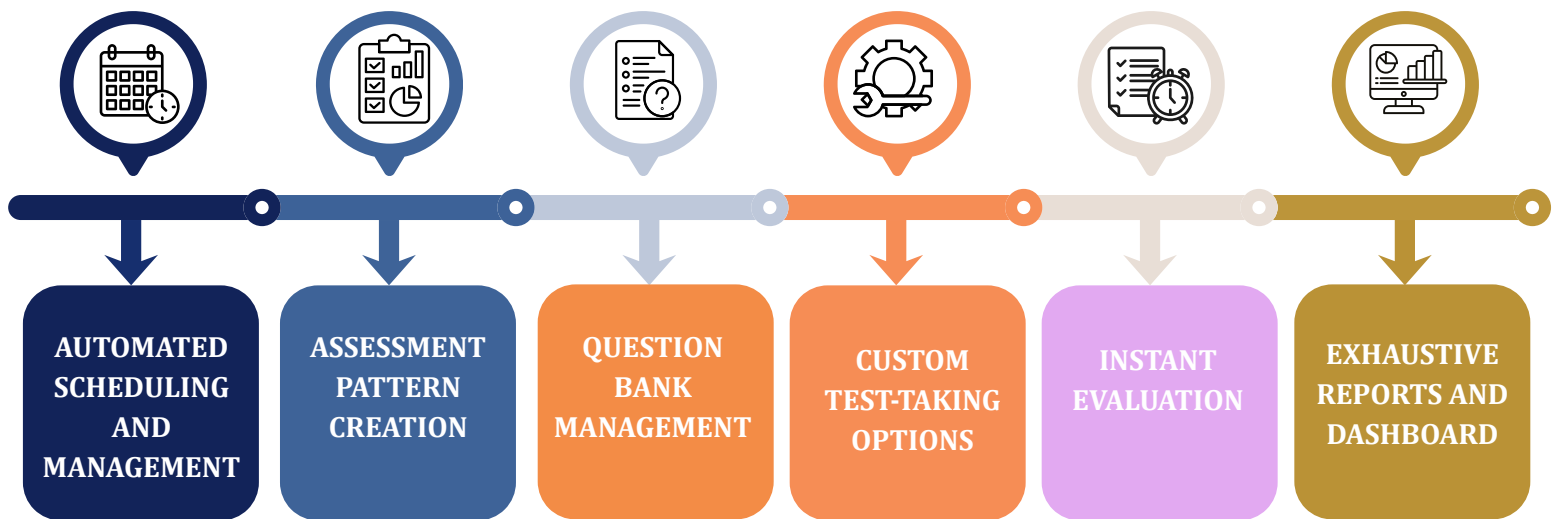 AUTOMATED
SCHEDULING
AND
MANAGEMENT
ASSESSMENT
PATTERN
CREATION
QUESTION
BANK
MANAGEMENT
CUSTOM
TEST-TAKING
OPTIONS
INSTANT
EVALUATION
EXHAUSTIVE
REPORTS AND
DASHBOARD